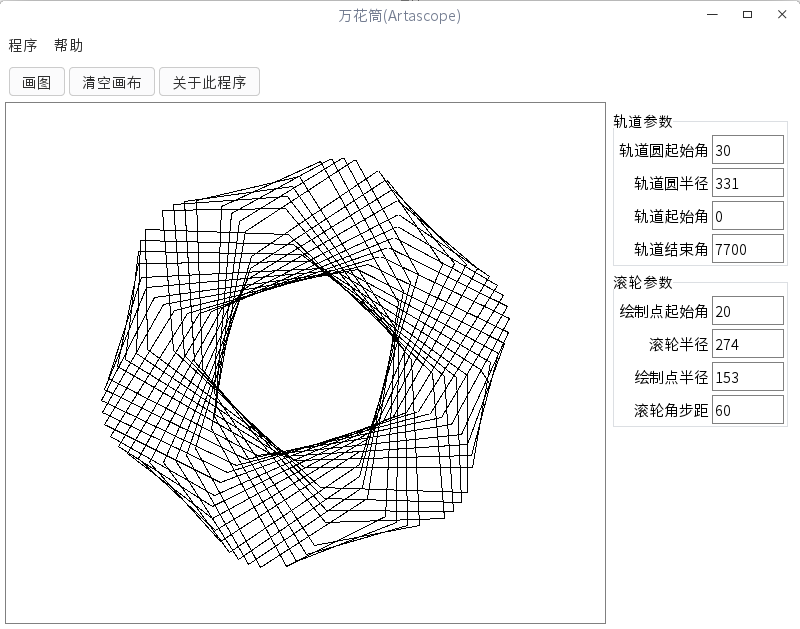 万花筒(Artascope)
程序 帮助
画图 清空画布 关于此程序
轨道参数
轨道圆起始角 30
轨道圆半径 331
轨道起始角 0
轨道结束角 7700
滚轮参数
绘制点起始角 20
滚轮半径 274
绘制点半径 153
滚轮角步距 60